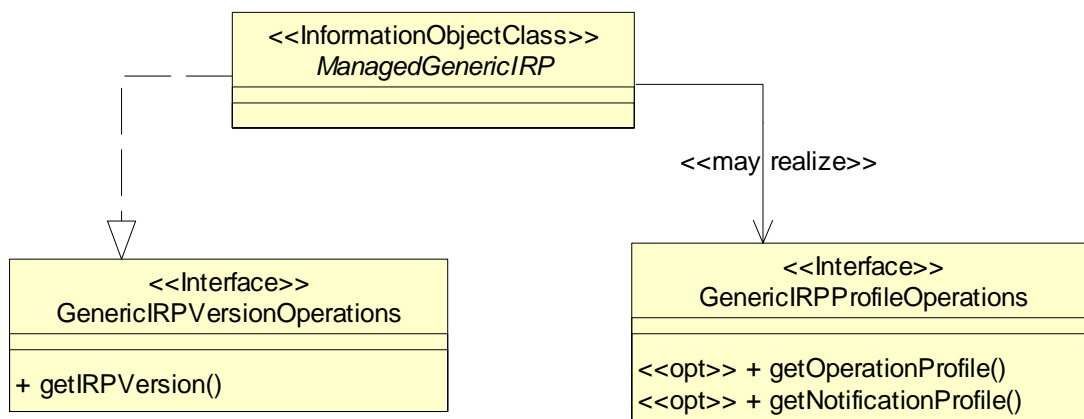 <<InformationObjectClass>>
ManagedGenericIRP
<<may realize>>
<<Interface>>
GenericIRPVersionOperations
+ getIRPVersion()
<<Interface>>
GenericIRPProfileOperations
<<opt>> + getOperationProfile()
<<opt>> + getNotificationProfile()